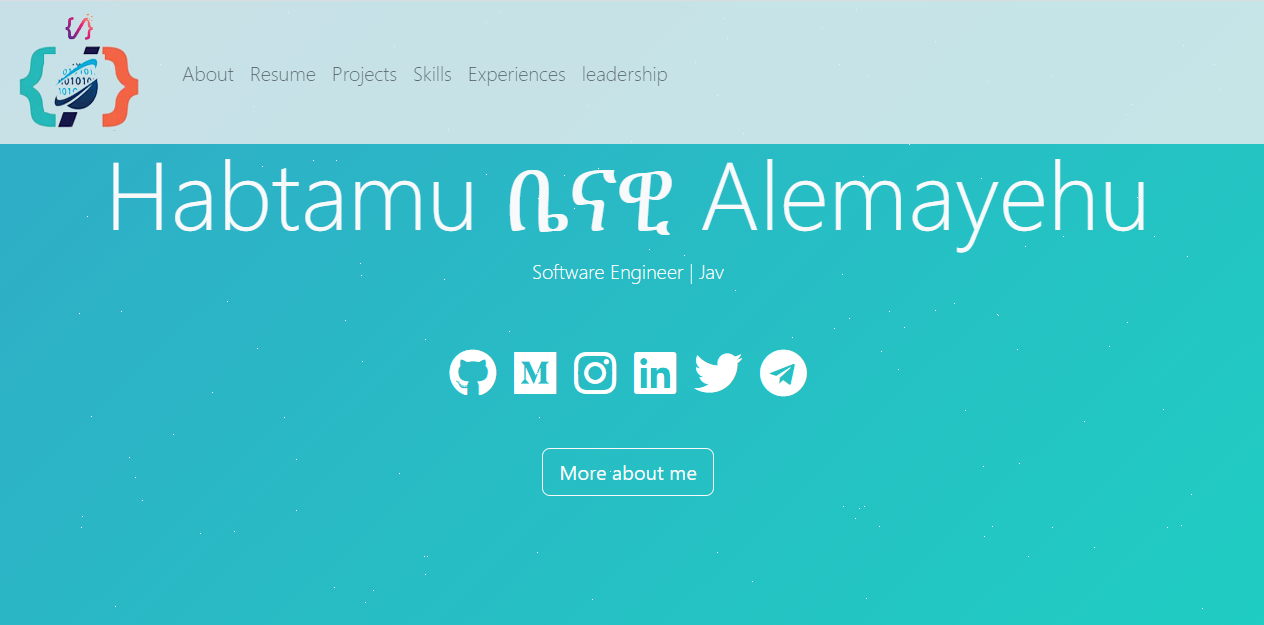 About Resume Projects Skills Experiences leadership
Habtamu ቤናዊ Alemayehu
Software Engineer | Jav
More about me